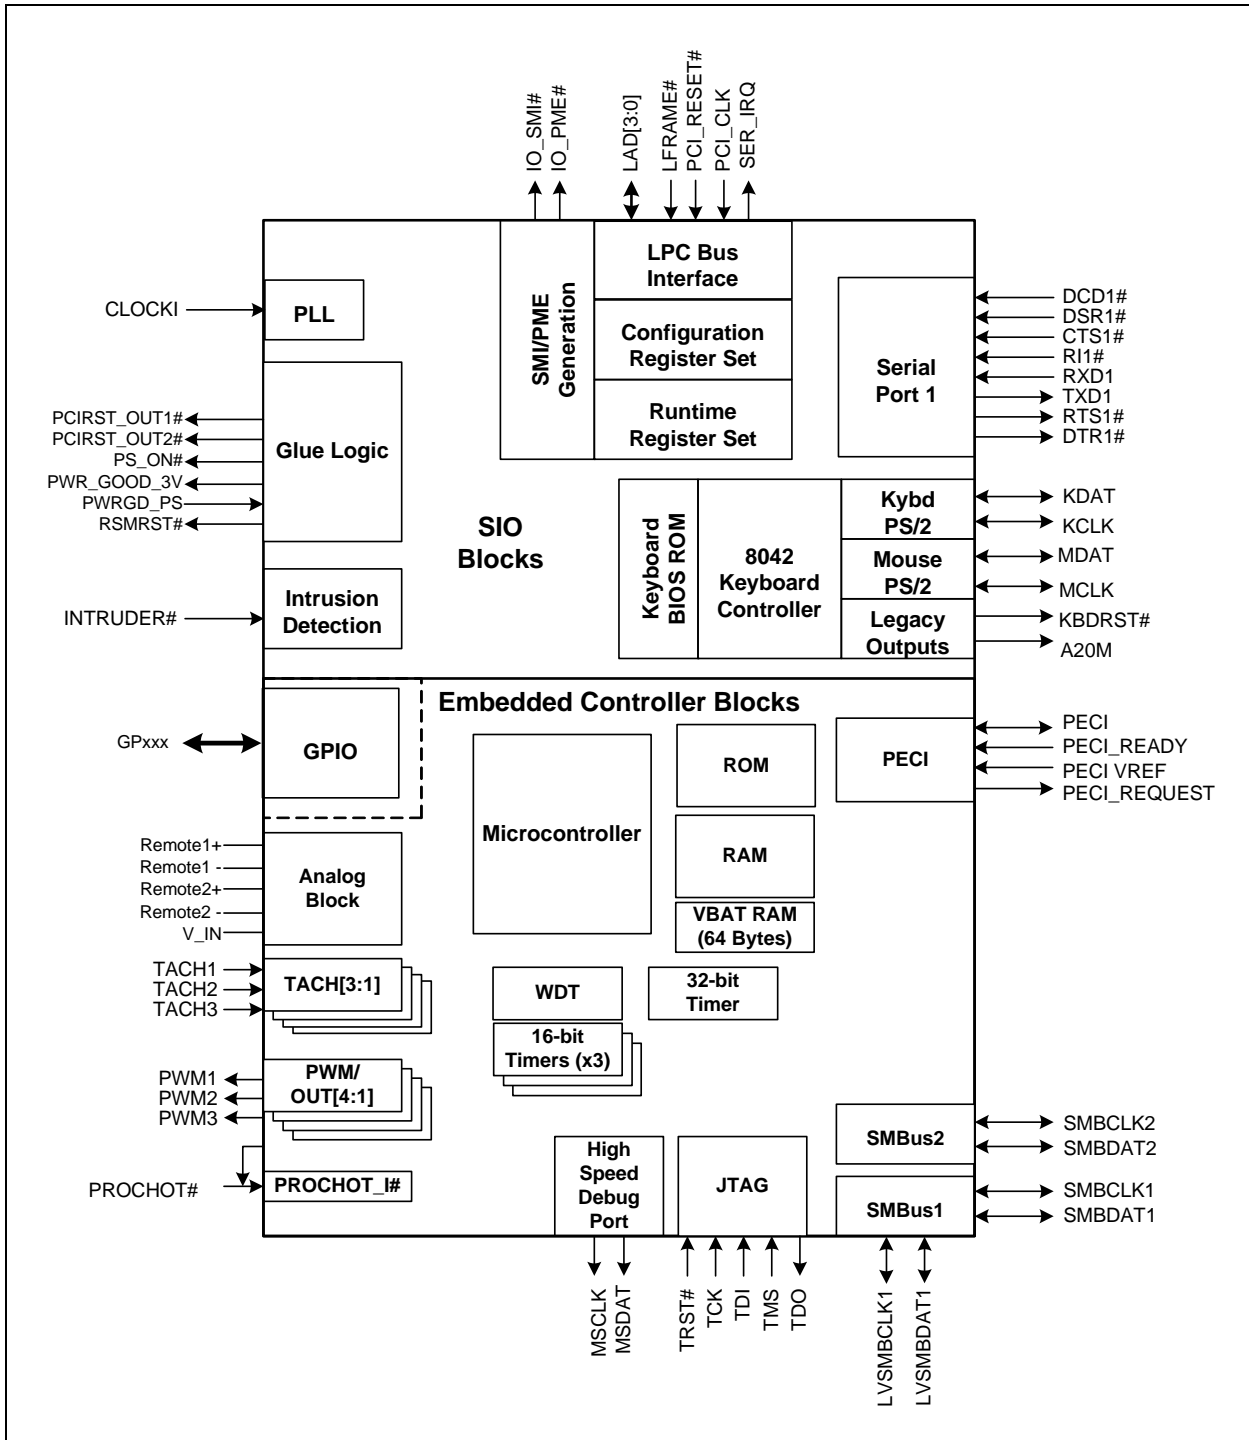 IO_SMI#
IO_PME#
LAD[3:0]
LFRAME#
PCI_RESET#
PCI_CLK
SER_IRQ
SMI/PME
Generation
LPC Bus
Interface
Configuration
Register Set
Runtime
Register Set
CLOCKI
PLL
PCIRST_OUT1#
PCIRST_OUT2#
PS_ON#
PWR_GOOD_3V
PWRGD_PS
RSMRST#
Glue Logic
INTRUDER#
Intrusion
Detection
SIO
Blocks
Serial
Port 1
DCD1#
DSR1#
CTS1#
RI1#
RXD1
TXD1
RTS1#
DTR1#
Keyboard
BIOS ROM
8042
Keyboard
Controller
Kybd
PS/2
Mouse
PS/2
Legacy
Outputs
KDAT
KCLK
MDAT
MCLK
KBDRST#
A20M
Embedded Controller Blocks
GPxxx
GPIO
Microcontroller
ROM
RAM
VBAT RAM
(64 Bytes)
PECI
PECI
PECI_READY
PECI VREF
PECI_REQUEST
Remote1+
Remote1 -
Remote2+
Remote2 -
V_IN
Analog
Block
TACH1
TACH2
TACH3
TACH[3:1]
WDT
32-bit
Timer
16-bit
Timers (x3)
PWM1
PWM2
PWM3
PWM/
OUT[4:1]
PROCHOT#
PROCHOT_I#
High
Speed
Debug
Port
JTAG
SMBus2
SMBus1
SMBCLK2
SMBDAT2
SMBCLK1
SMBDAT1
MSCLK
MSDAT
TRST#
TCK
TDI
TMS
TDO
LVSMBCLK1
LVSMBDAT1